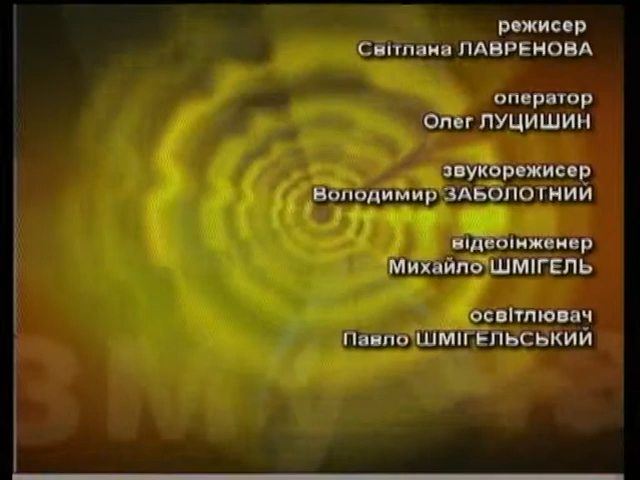 режисер
Світлана ЛАВРЕНОВА
оператор
Олег ЛУЦИШИН
звукорежисер
Володимир ЗАБОЛОТНИЙ
відеоінженер
Михайло ШМІГЕЛЬ
освітлювач
Павло ШМІГЕЛЬСЬКИЙ